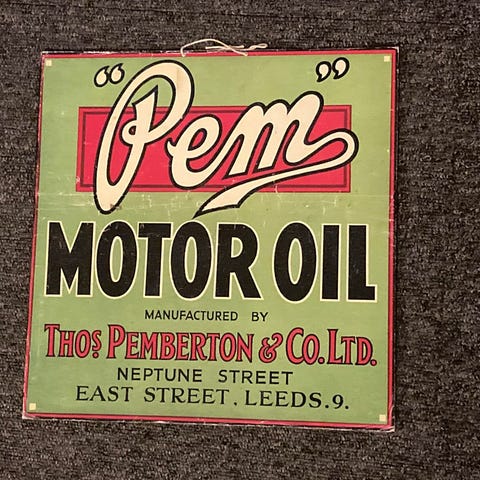 “Pem”
MOTOR OIL
MANUFACTURED BY
THOS. PEMBERTON & CO. LTD.
NEPTUNE STREET
EAST STREET. LEEDS.9.